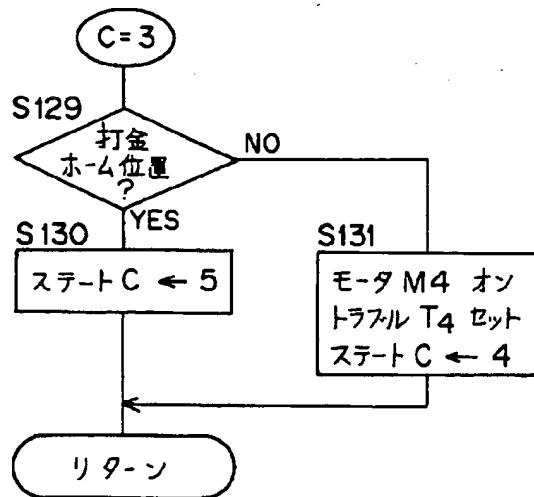 C=3
S129
打金
ホーム位置
?
NO
YES
S130
ステートC ← 5
S131
モータ M4 オン
トラブル T4 セット
ステートC ← 4
リターン